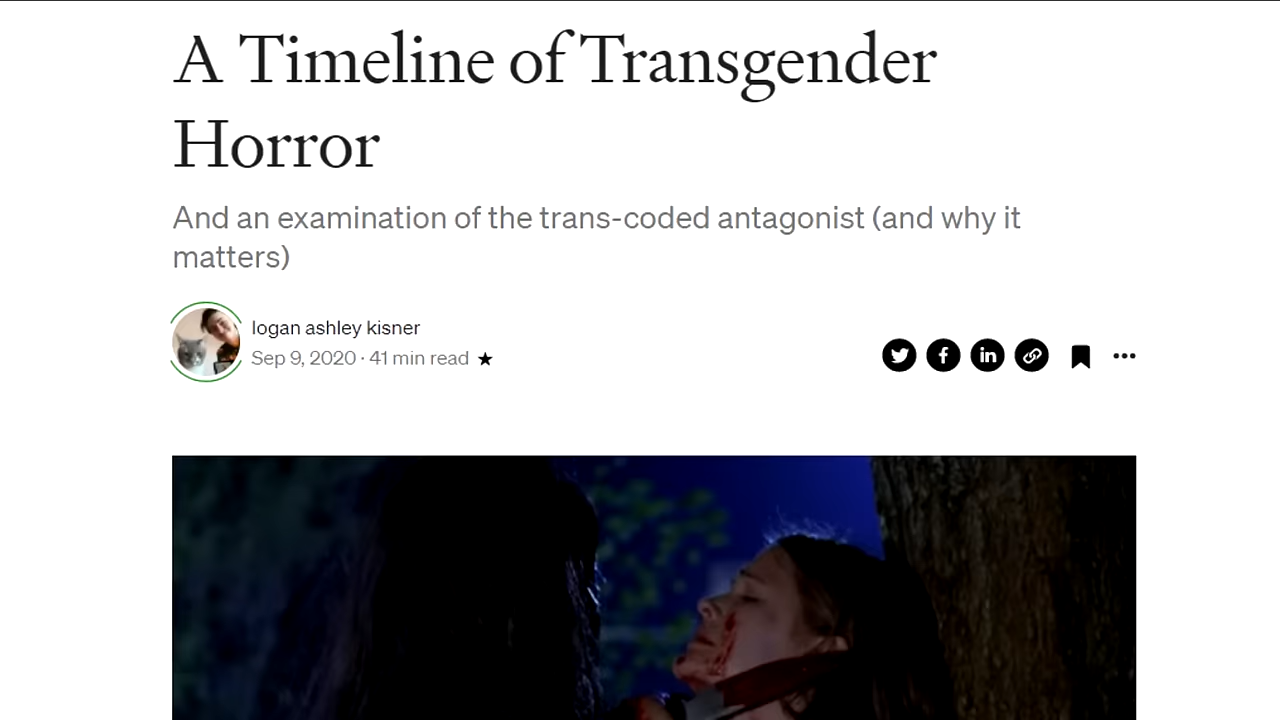 A Timeline of Transgender
Horror
And an examination of the trans-coded antagonist (and why it
matters)
logan ashley kisner
Sep 9, 2020 · 41 min read ★